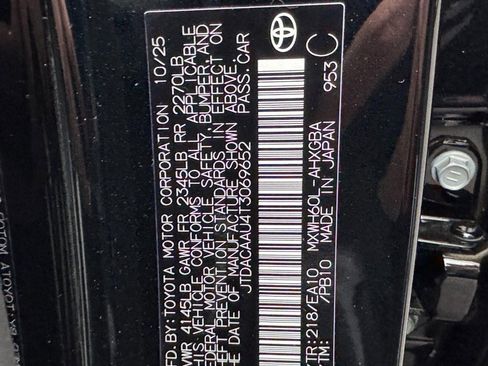 MFD.BY:TOYOTA MOTOR CORPORATION 10/25
GVWR 4145LB GAWR FR 2345LB RR 2270LB
THIS VEHICLE CONFORMS TO ALL APPLICABLE
FEDERAL MOTOR VEHICLE SAFETY, BUMPER, AND
THEFT PREVENTION STANDARDS IN EFFECT ON
THE DATE OF MANUFACTURE SHOWN ABOVE.
JTDACAAU4T3069652 PASS.CAR
C/TR:218/EA10 MXWH60L-AHXGBA
/PB10 MADE IN JAPAN 953
C